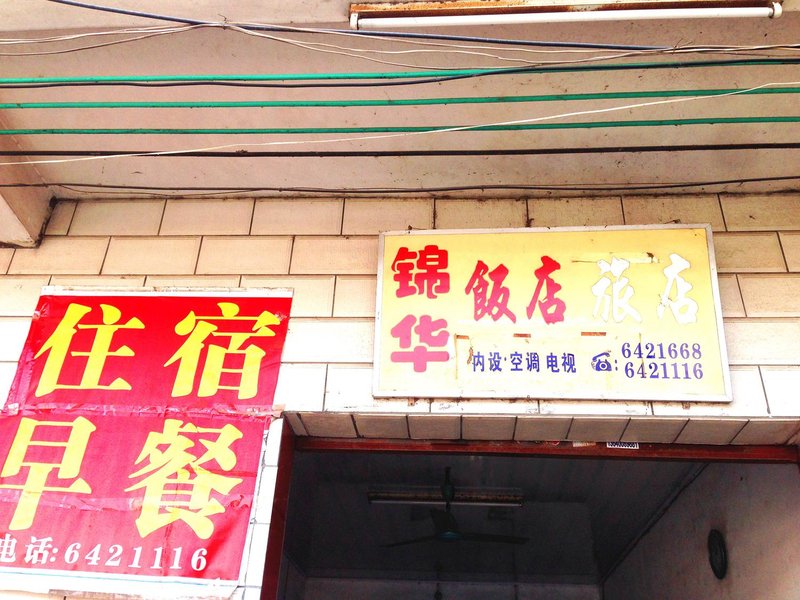 住宿
早餐
电话:6421116
锦华
飯店 旅店
内设·空调 电视 ☎: 6421668
6421116